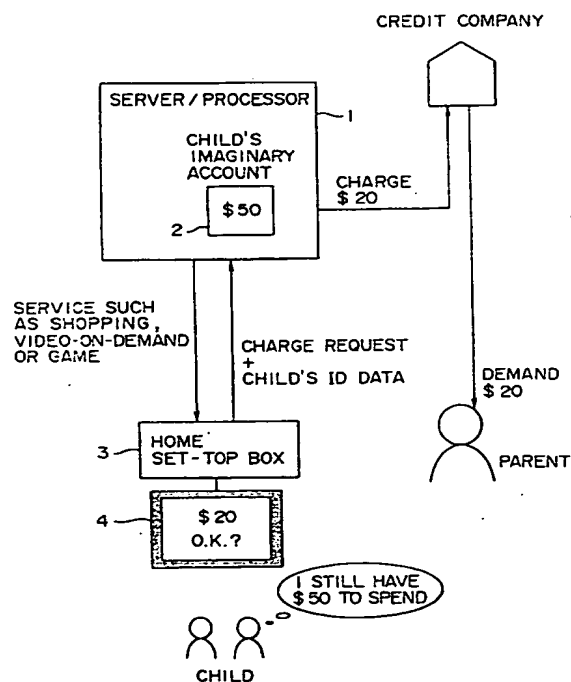 CREDIT COMPANY
SERVER/PROCESSOR
1
CHILD'S
IMAGINARY
ACCOUNT
$50
2
CHARGE
$20
SERVICE SUCH
AS SHOPPING,
VIDEO-ON-DEMAND
OR GAME
CHARGE REQUEST
+
CHILD'S ID DATA
DEMAND
$20
PARENT
3
HOME
SET-TOP BOX
4
$20
O.K.?
I STILL HAVE
$50 TO SPEND
CHILD